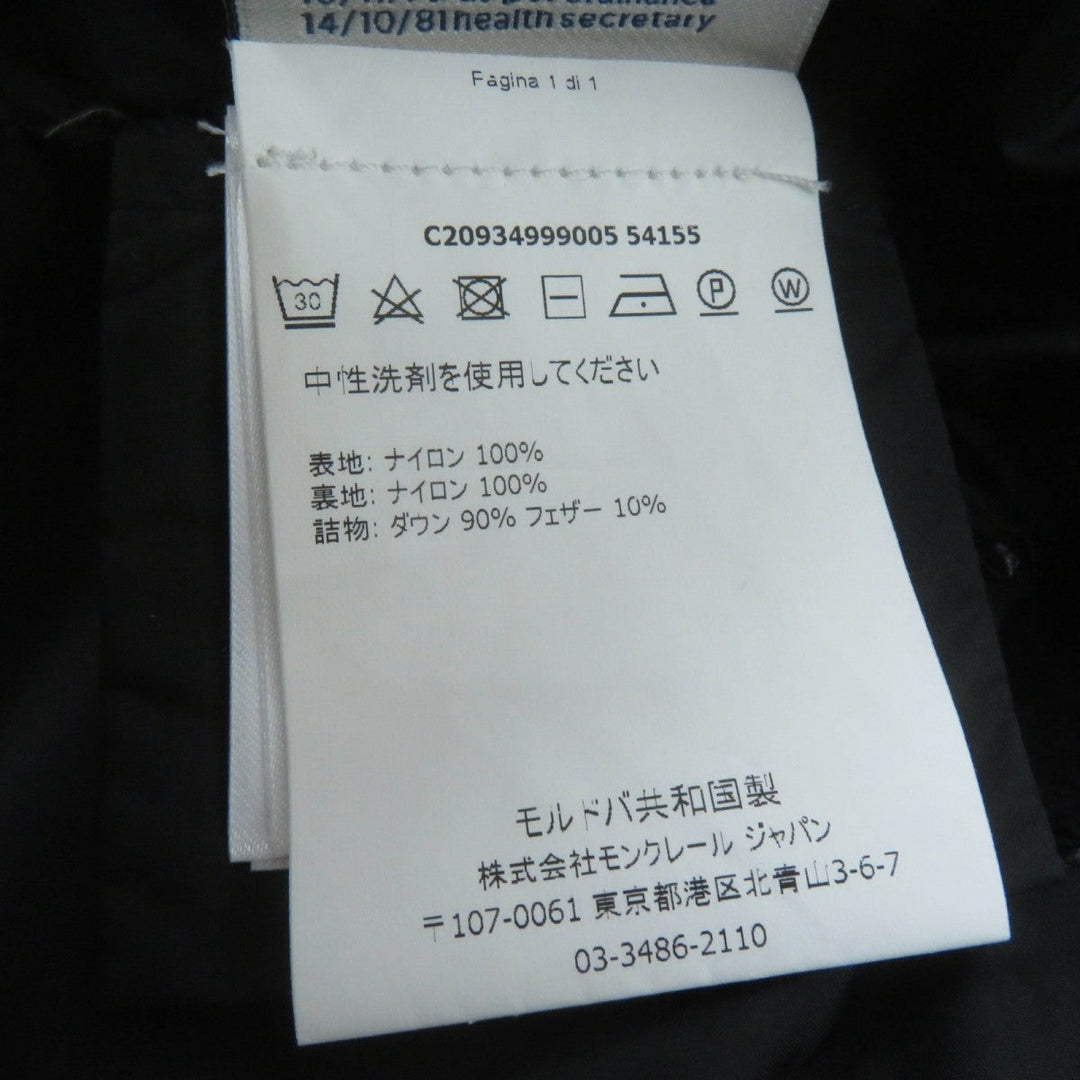 14/10/81 health secretary
Pagina 1 di 1
C20934999005 54155
30
P
W
中性洗剤を使用してください
表地: ナイロン 100%
裏地: ナイロン 100%
詰物: ダウン 90% フェザー 10%
モルドバ共和国製
株式会社モンクレール ジャパン
〒107-0061 東京都港区北青山3-6-7
03-3486-2110